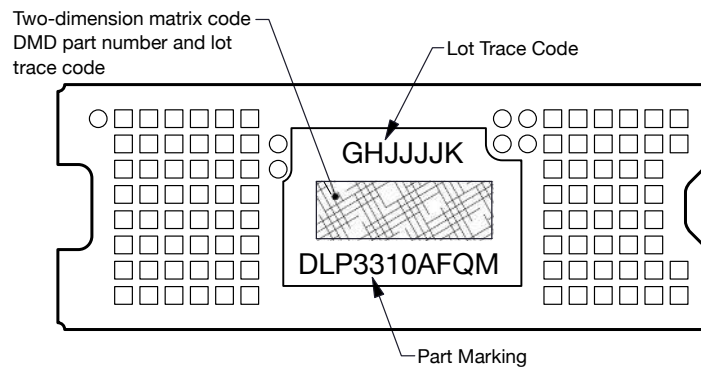 Two-dimension matrix code
DMD part number and lot
trace code
Lot Trace Code
GHJJJJK
DLP3310AFQM
Part Marking